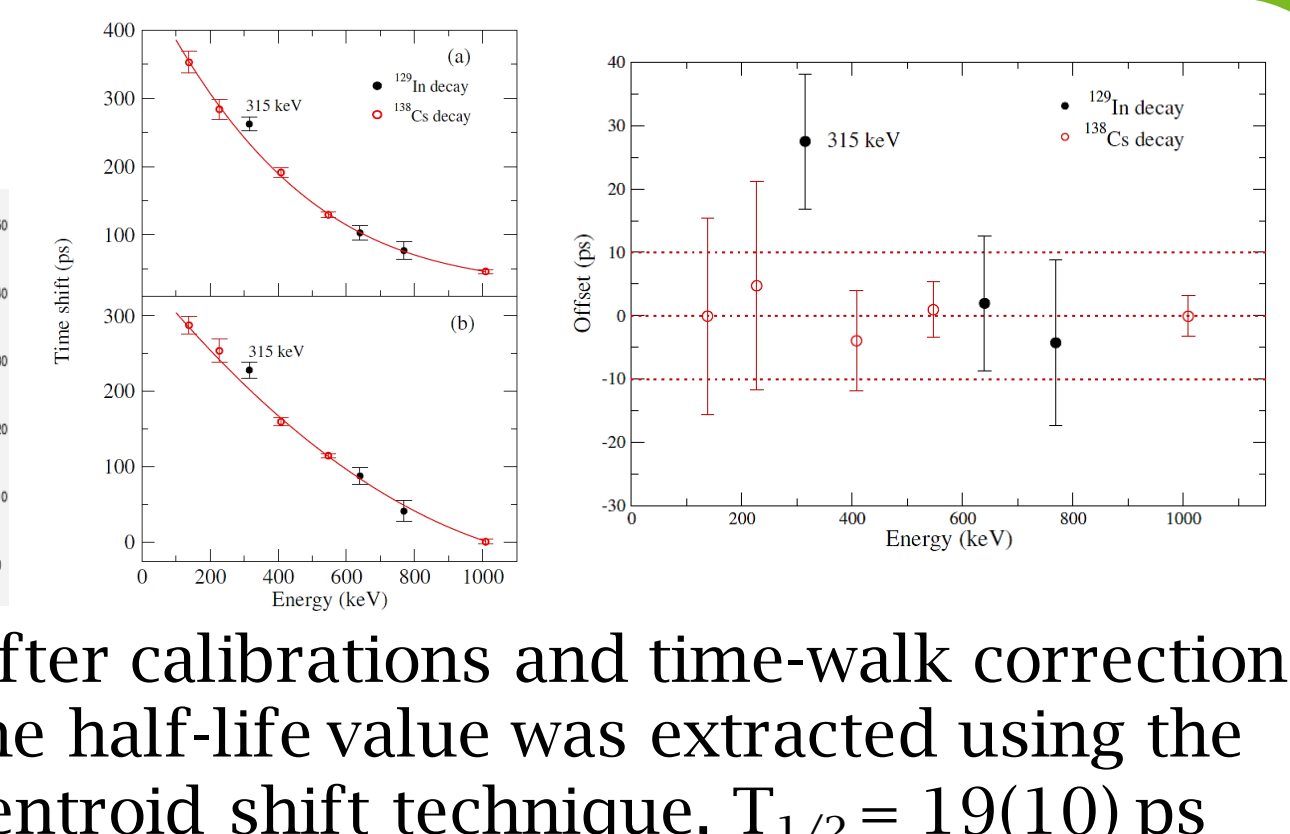 400
300
200
100
300
200
100
0
Time shift (ps)
(a)
129In decay
138Cs decay
315 keV
(b)
315 keV
0 200 400 600 800 1000
Energy (keV)
40
30
20
10
0
-10
-20
-30
Offset (ps)
129In decay
138Cs decay
315 keV
0 200 400 600 800 1000
Energy (keV)
fter calibrations and time-walk correction
he half-life value was extracted using the
entroid shift technique, T1/2 = 19(10) ps